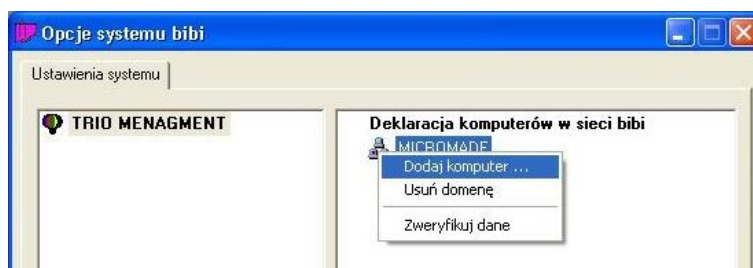 Opcje systemu bibi
Ustawienia systemu
TRIO MENAGMENT
Deklaracja komputerów w sieci bibi
MICROMADE
Dodaj komputer ...
Usuń domenę
Zweryfikuj dane